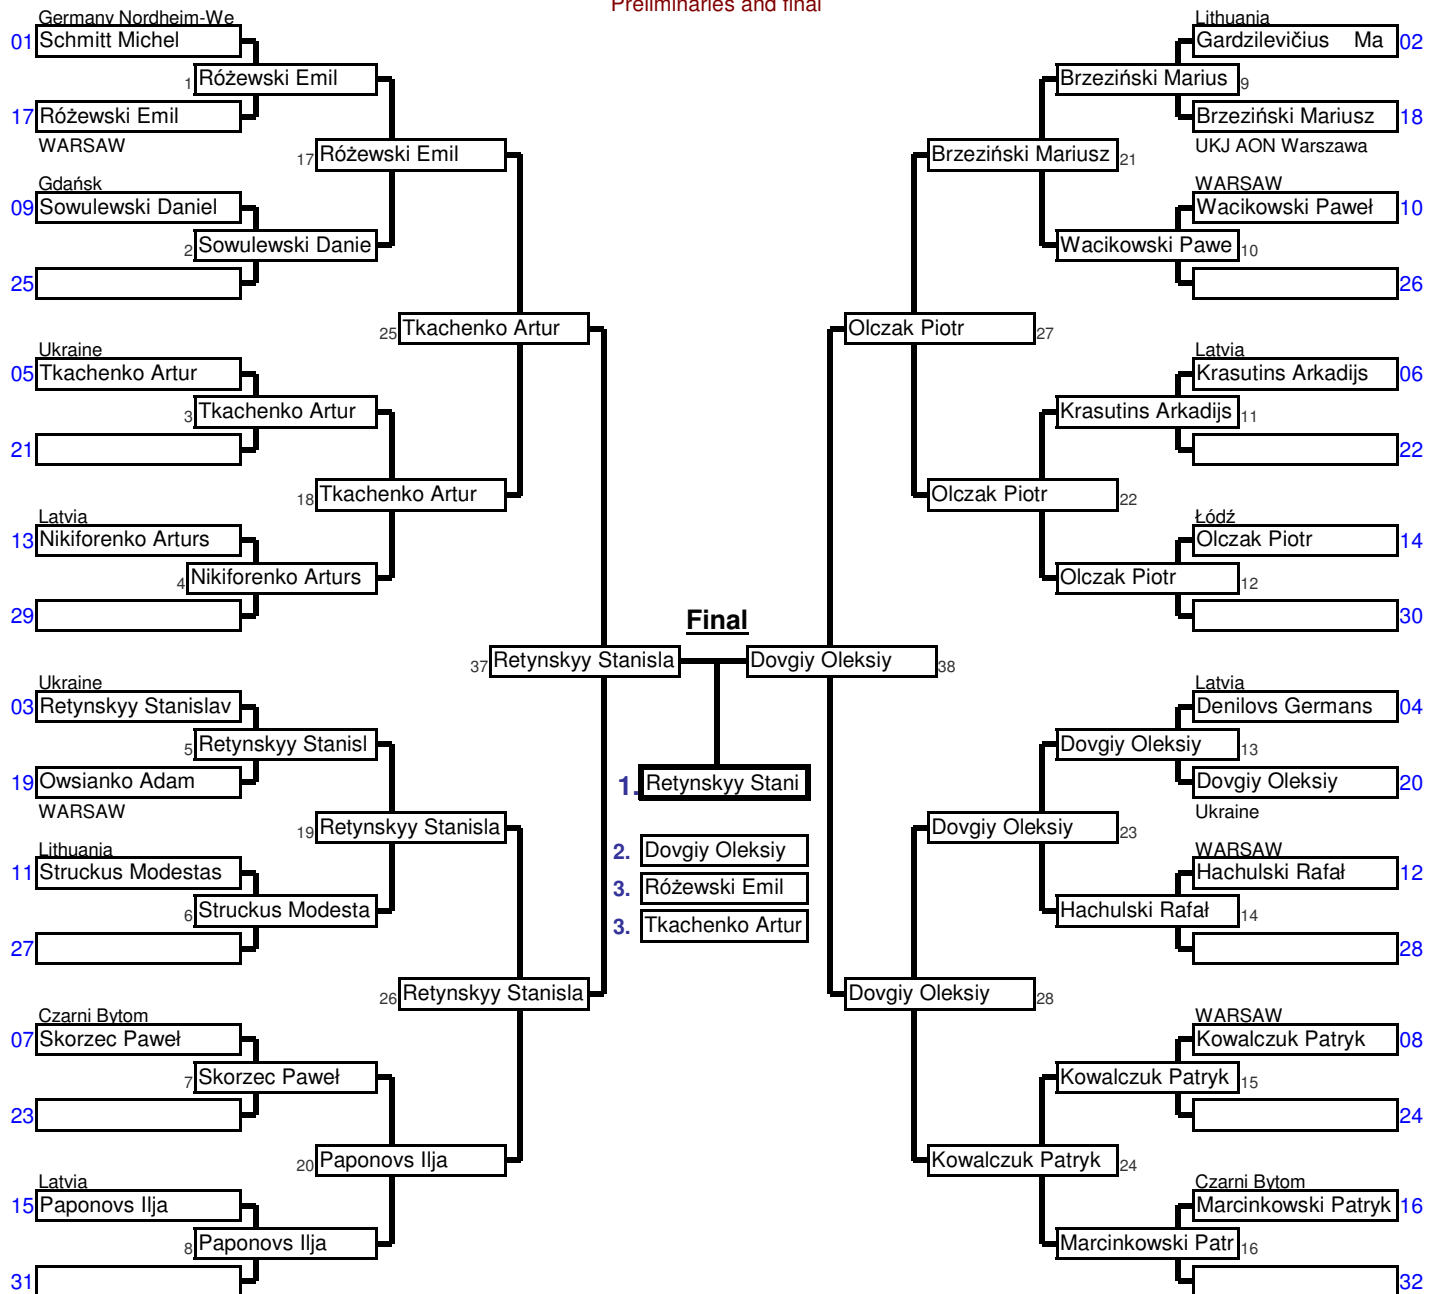 Preliminaries and final
Germany Nordheim-We
01 Schmitt Michel
1 Różewski Emil
17 Różewski Emil
WARSAW
17 Różewski Emil
Gdańsk
09 Sowulewski Daniel
2 Sowulewski Danie
25
25 Tkachenko Artur
Ukraine
05 Tkachenko Artur
3 Tkachenko Artur
21
18 Tkachenko Artur
Latvia
13 Nikiforenko Arturs
4 Nikiforenko Arturs
29
37 Retynskyy Stanisla
Ukraine
03 Retynskyy Stanislav
5 Retynskyy Stanisl
19 Owsianko Adam
WARSAW
19 Retynskyy Stanisla
Lithuania
11 Struckus Modestas
6 Struckus Modesta
27
26 Retynskyy Stanisla
Czarni Bytom
07 Skorzec Paweł
7 Skorzec Paweł
23
20 Paponovs Ilja
Latvia
15 Paponovs Ilja
8 Paponovs Ilja
31
Final
1. Retynskyy Stani
2. Dovgiy Oleksiy
3. Różewski Emil
3. Tkachenko Artur
Lithuania
Gardzilevičius Ma 02
Brzeziński Marius 9
Brzeziński Mariusz 18
UKJ AON Warszawa
Brzeziński Mariusz 21
WARSAW
Wacikowski Paweł 10
Wacikowski Pawe 10
26
Olczak Piotr 27
Latvia
Krasutins Arkadijs 06
Krasutins Arkadijs 11
22
Olczak Piotr 22
Łódź
Olczak Piotr 14
Olczak Piotr 12
30
Dovgiy Oleksiy 38
Latvia
Denilovs Germans 04
Dovgiy Oleksiy 13
Dovgiy Oleksiy 20
Ukraine
Dovgiy Oleksiy 23
WARSAW
Hachulski Rafał 12
Hachulski Rafał 14
28
Dovgiy Oleksiy 28
WARSAW
Kowalczuk Patryk 08
Kowalczuk Patryk 15
24
Kowalczuk Patryk 24
Czarni Bytom
Marcinkowski Patryk 16
Marcinkowski Patr 16
32